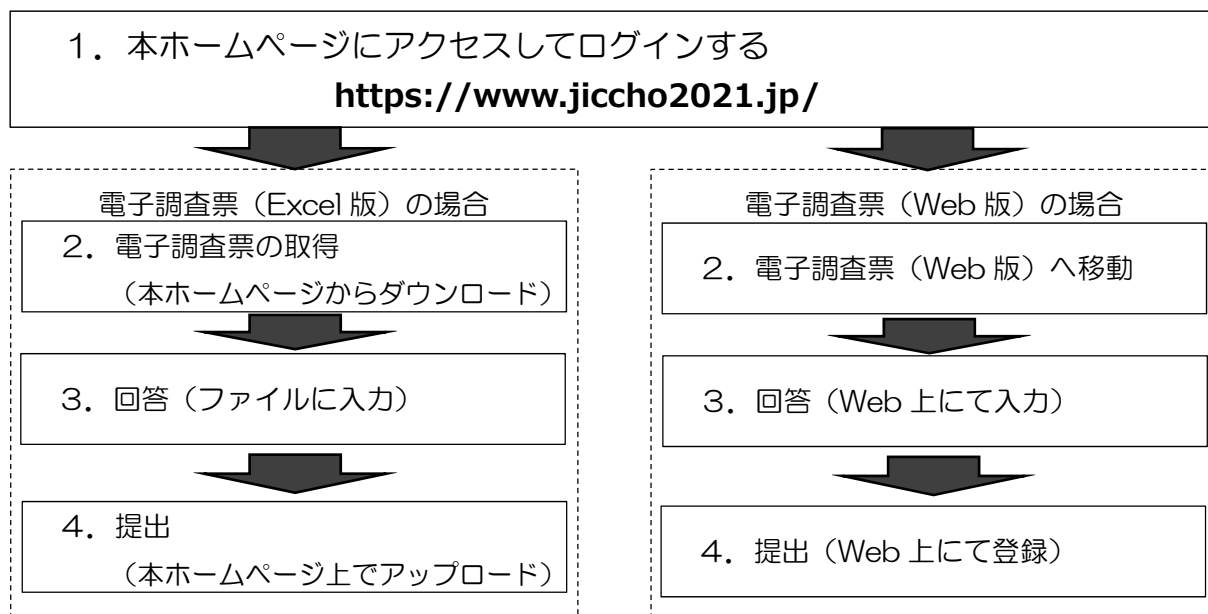 1．本ホームページにアクセスしてログインする
https://www.jiccho2021.jp/
電子調査票（Excel 版）の場合
2．電子調査票の取得
（本ホームページからダウンロード）
3．回答（ファイルに入力）
4．提出
（本ホームページ上でアップロード）
電子調査票（Web 版）の場合
2．電子調査票（Web 版）へ移動
3．回答（Web 上にて入力）
4．提出（Web 上にて登録）